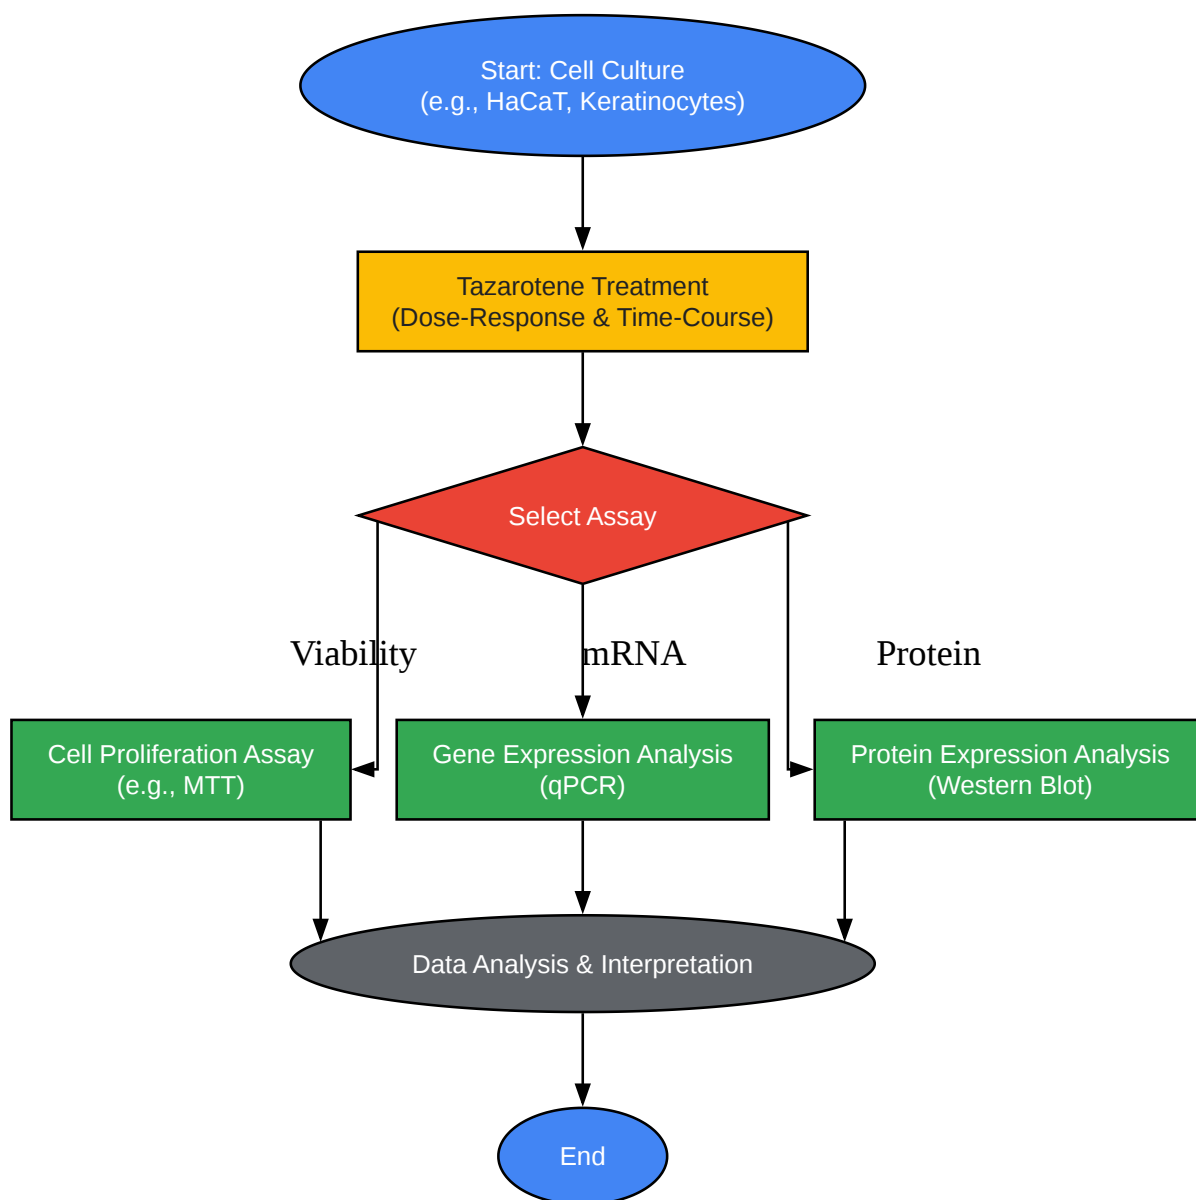 Start: Cell Culture
(e.g., HaCaT, Keratinocytes)
Tazarotene Treatment
(Dose-Response & Time-Course)
Select Assay
Viability
mRNA
Protein
Cell Proliferation Assay
(e.g., MTT)
Gene Expression Analysis
(qPCR)
Protein Expression Analysis
(Western Blot)
Data Analysis & Interpretation
End